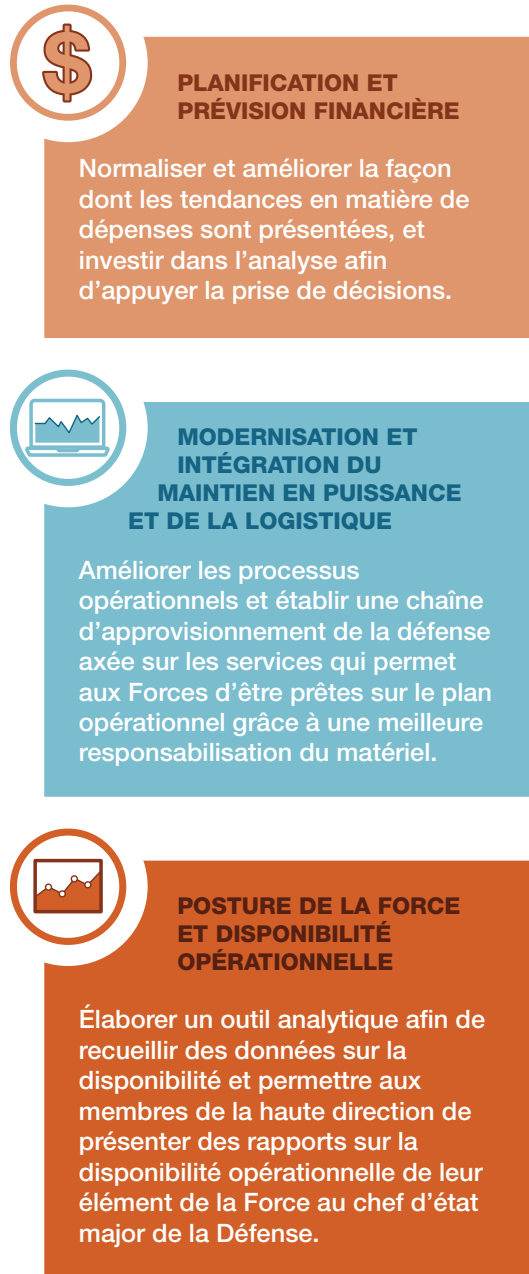 $
PLANIFICATION ET
PRÉVISION FINANCIÈRE
Normaliser et améliorer la façon
dont les tendances en matière de
dépenses sont présentées, et
investir dans l’analyse afin
d’appuyer la prise de décisions.
MODERNISATION ET
INTÉGRATION DU
MAINTIEN EN PUISSANCE
ET DE LA LOGISTIQUE
Améliorer les processus
opérationnels et établir une chaîne
d’approvisionnement de la défense
axée sur les services qui permet
aux Forces d’être prêtes sur le plan
opérationnel grâce à une meilleure
responsabilisation du matériel.
POSTURE DE LA FORCE
ET DISPONIBILITÉ
OPÉRATIONNELLE
Élaborer un outil analytique afin de
recueillir des données sur la
disponibilité et permettre aux
membres de la haute direction de
présenter des rapports sur la
disponibilité opérationnelle de leur
élément de la Force au chef d’état
major de la Défense.